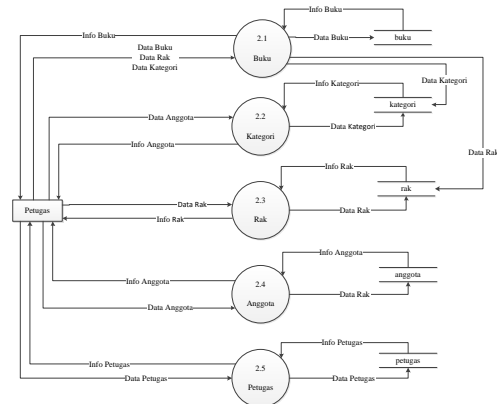 Info Buku
Info Buku
2.1
Buku
Data Buku
buku
Data Buku
Data Rak
Data Kategori
Info Kategori
Data Kategori
kategori
2.2
Kategori
Data Anggota
Data Kategori
Info Anggota
Data Rak
Info Rak
2.3
Rak
rak
Petugas
Data Rak
Info Rak
Data Rak
Info Anggota
2.4
Anggota
anggota
Info Anggota
Data Rak
Data Anggota
Info Petugas
2.5
Petugas
petugas
Info Petugas
Data Petugas
Data Petugas